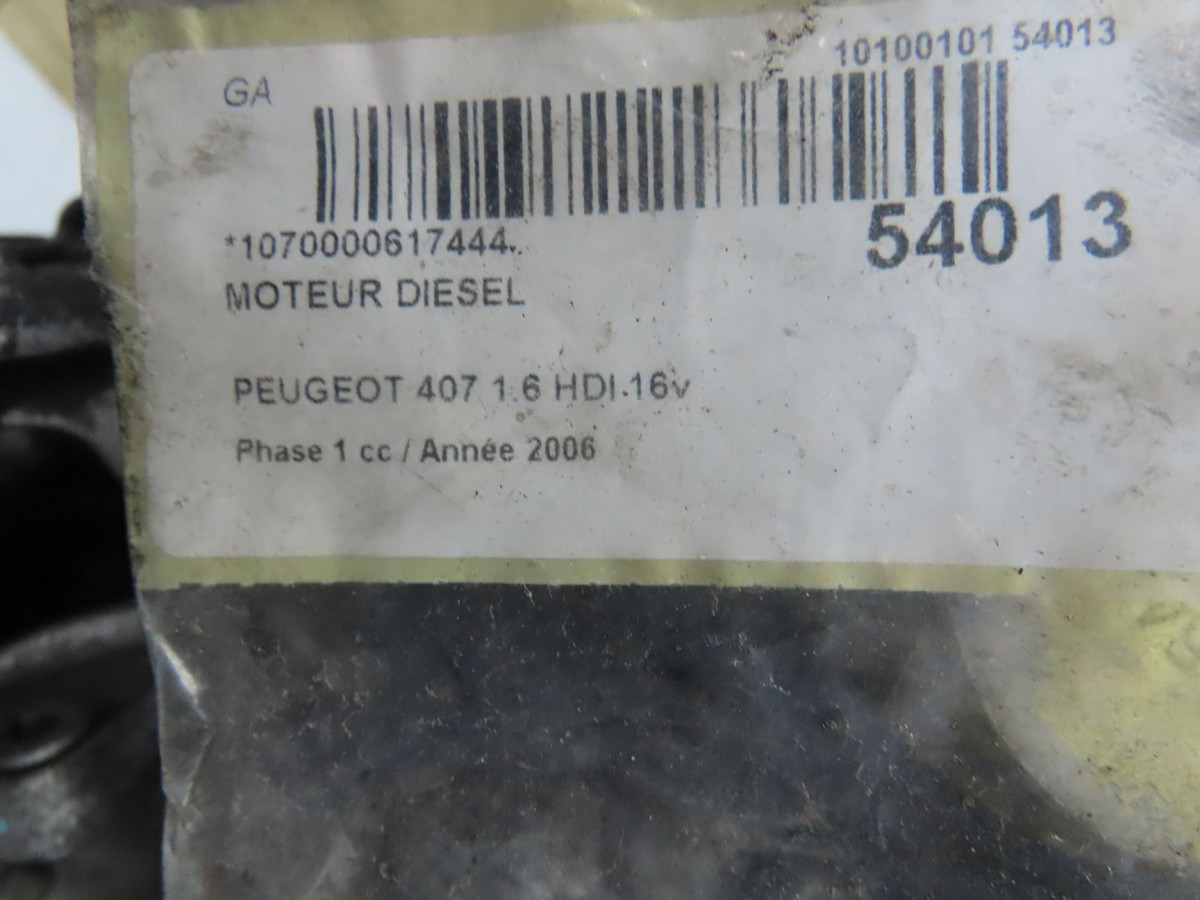 10100101 54013
GA
54013
*1070000617444*
MOTEUR DIESEL
PEUGEOT 407 1.6 HDI 16v
Phase 1 cc / Année 2006